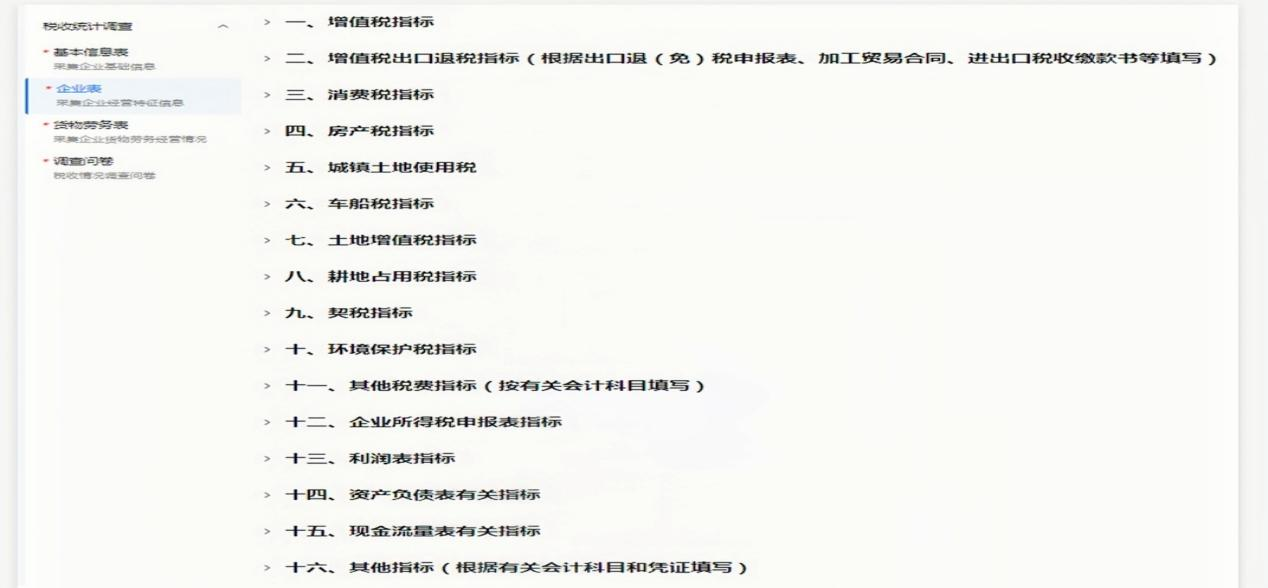 税收统计调查
* 基本信息表
采集企业基础信息
* 企业表
采集企业经营特征信息
* 货物劳务表
采集企业货物劳务经营情况
* 调查问卷
税收情况调查问卷
> 一、增值税指标
> 二、增值税出口退税指标（根据出口退（免）税申报表、加工贸易合同、进出口税收缴款书等填写）
> 三、消费税指标
> 四、房产税指标
> 五、城镇土地使用税
> 六、车船税指标
> 七、土地增值税指标
> 八、耕地占用税指标
> 九、契税指标
> 十、环境保护税指标
> 十一、其他税费指标（按有关会计科目填写）
> 十二、企业所得税申报表指标
> 十三、利润表指标
> 十四、资产负债表有关指标
> 十五、现金流量表有关指标
> 十六、其他指标（根据有关会计科目和凭证填写）